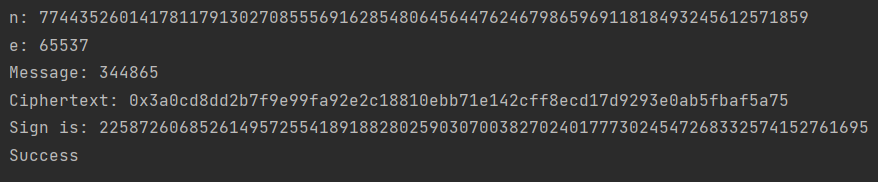 n: 77443526014178117913027085556916285480645644762467986596911818493245612571859
e: 65537
Message: 344865
Ciphertext: 0x3a0cd8dd2b7f9e99fa92e2c18810ebb71e142cff8ecd17d9293e0ab5fbaf5a75
Sign is: 22587260685261495725541891882802590307003827024017773024547268332574152761695
Success